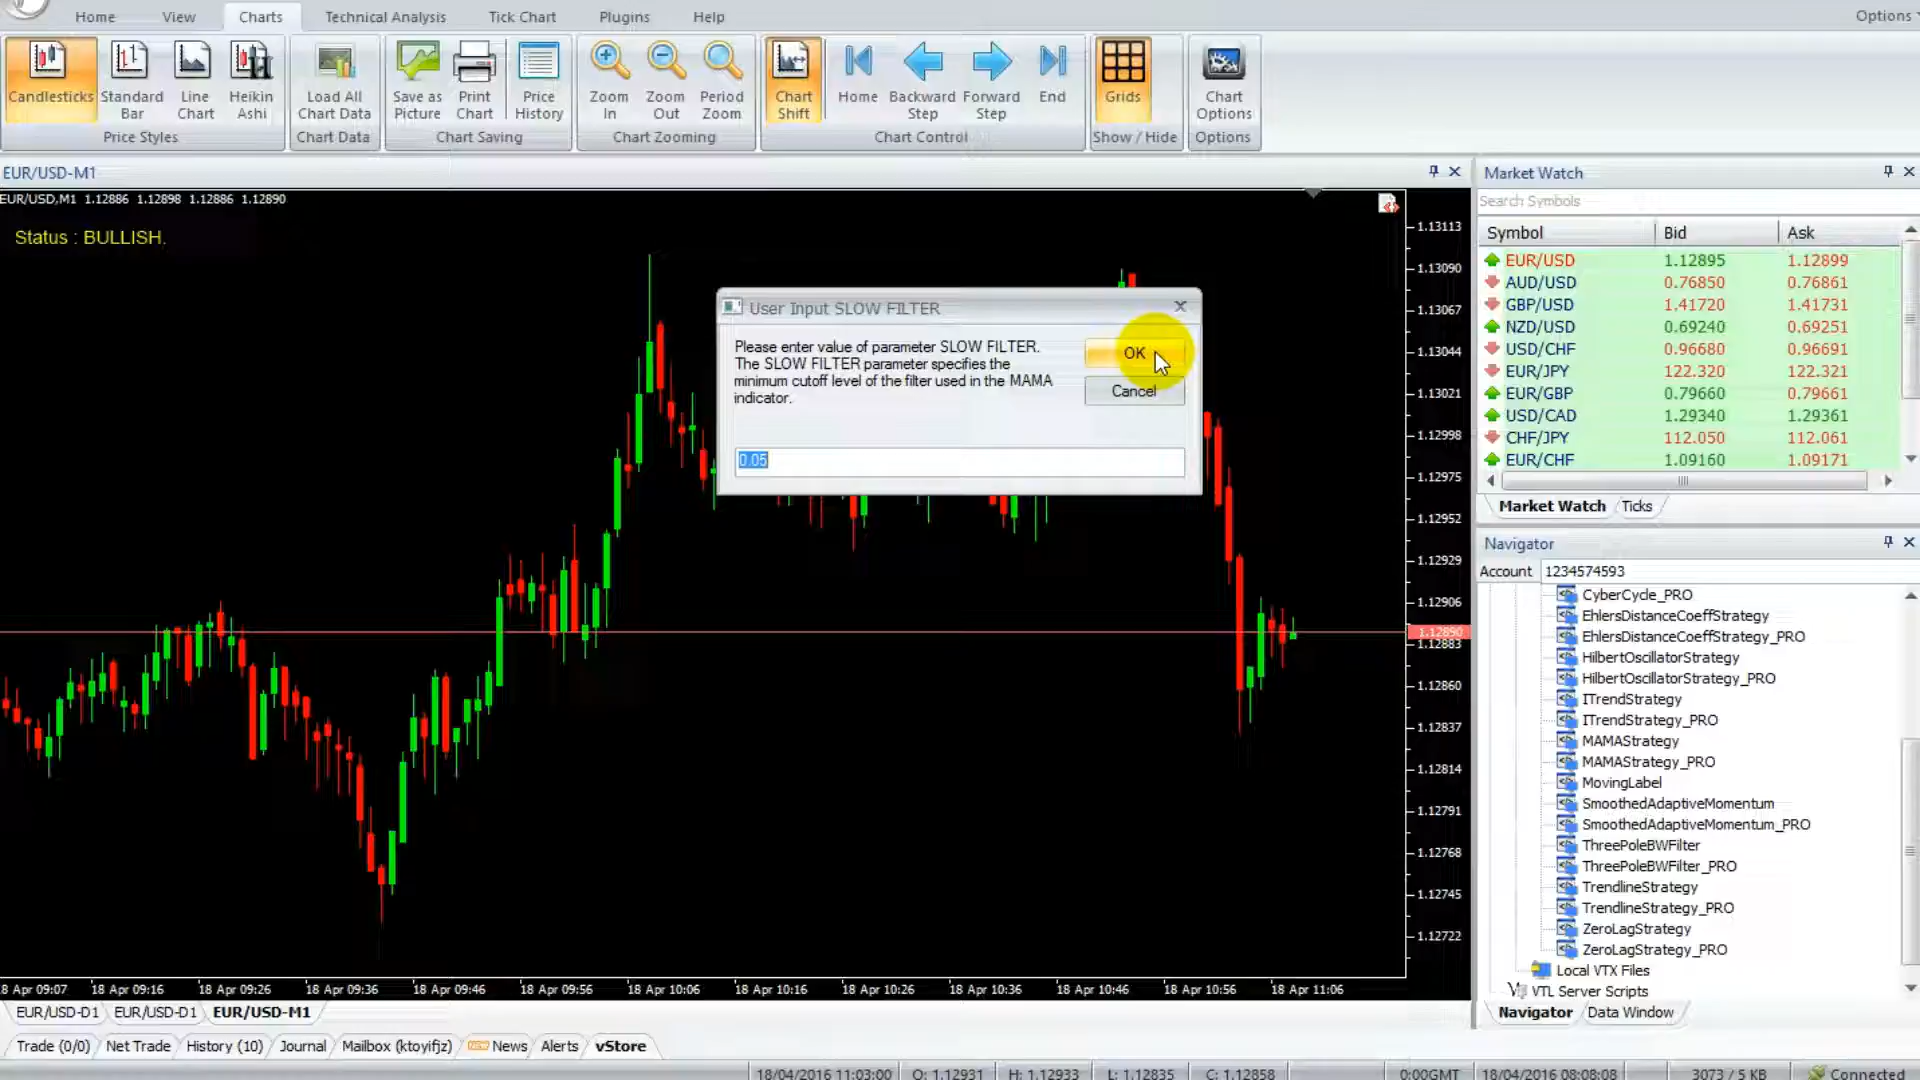 Home View Charts Technical Analysis Tick Chart Plugins Help Options
Candlesticks Standard Bar Line Chart Heikin Ashi Load All Chart Data Save as Picture Print Chart Price History Zoom In Zoom Out Period Zoom Chart Shift Home Backward Step Forward Step End Grids Chart Options
Price Styles Chart Data Chart Saving Chart Zooming Chart Control Show / Hide Options
EUR/USD-M1
EUR/USD,M1 1.12886 1.12898 1.12886 1.12890
Status : BULLISH.
User Input SLOW FILTER
Please enter value of parameter SLOW FILTER.
The SLOW FILTER parameter specifies the
minimum cutoff level of the filter used in the MAMA
indicator.
OK
Cancel
0.05
1.13113
1.13090
1.13067
1.13044
1.13021
1.12998
1.12975
1.12952
1.12929
1.12906
1.12890
1.12883
1.12860
1.12837
1.12814
1.12791
1.12768
1.12745
1.12722
8 Apr 09:07 18 Apr 09:16 18 Apr 09:26 18 Apr 09:36 18 Apr 09:46 18 Apr 09:56 18 Apr 10:06 18 Apr 10:16 18 Apr 10:26 18 Apr 10:36 18 Apr 10:46 18 Apr 10:56 18 Apr 11:06
EUR/USD-D1 EUR/USD-D1 EUR/USD-M1
Market Watch
Search Symbols
Symbol Bid Ask
EUR/USD 1.12895 1.12899
AUD/USD 0.76850 0.76861
GBP/USD 1.41720 1.41731
NZD/USD 0.69240 0.69251
USD/CHF 0.96680 0.96691
EUR/JPY 122.320 122.321
EUR/GBP 0.79660 0.79661
USD/CAD 1.29340 1.29361
CHF/JPY 112.050 112.061
EUR/CHF 1.09160 1.09171
Market Watch Ticks
Navigator
Account 1234574593
CyberCycle_PRO
EhlersDistanceCoeffStrategy
EhlersDistanceCoeffStrategy_PRO
HilbertOscillatorStrategy
HilbertOscillatorStrategy_PRO
ITrendStrategy
ITrendStrategy_PRO
MAMAStrategy
MAMAStrategy_PRO
MovingLabel
SmoothedAdaptiveMomentum
SmoothedAdaptiveMomentum_PRO
ThreePoleBWFilter
ThreePoleBWFilter_PRO
TrendlineStrategy
TrendlineStrategy_PRO
ZeroLagStrategy
ZeroLagStrategy_PRO
Local VTX Files
VTL Server Scripts
Navigator Data Window
Trade (0/0) Net Trade History (10) Journal Mailbox (ktoyifjz) News Alerts vStore
18/04/2016 11:03:00 O: 1.12931 H: 1.12933 L: 1.12835 C: 1.12858 0:00GMT 18/04/2016 08:08:08 3073 / 5 KB Connected